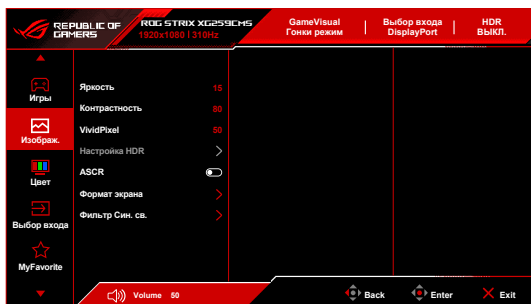 REPUBLIC OF
GAMERS
ROG STRIX XG259CMS
1920x1080 | 310Hz
GameVisual
Гонки режим
Выбор входа
DisplayPort
HDR
ВЫКЛ.
Игры
Изображ.
Цвет
Выбор входа
MyFavorite
Яркость 15
Контрастность 80
VividPixel 50
Настройка HDR
ASCR
Формат экрана
Фильтр Син. св.
Volume 50
Back
Enter
Exit